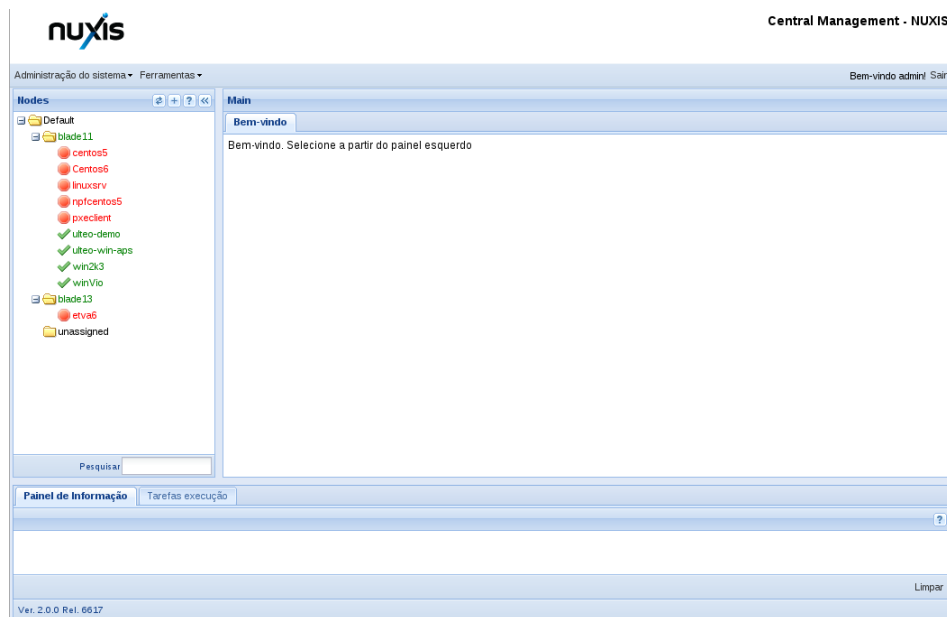 nuxis
Central Management - NUXIS
Administração do sistema Ferramentas
Bem-vindo admin! Sair
Nodes
Main
Default
blade11
centos5
Centos6
linuxsrv
npfcentos5
pxeclient
ulteo-demo
ulteo-win-aps
win2k3
winVio
blade13
etva6
unassigned
Pesquisar
Bem-vindo
Bem-vindo. Selecione a partir do painel esquerdo
Painel de Informação Tarefas execução
Limpar
Ver. 2.0.0 Rel. 6617